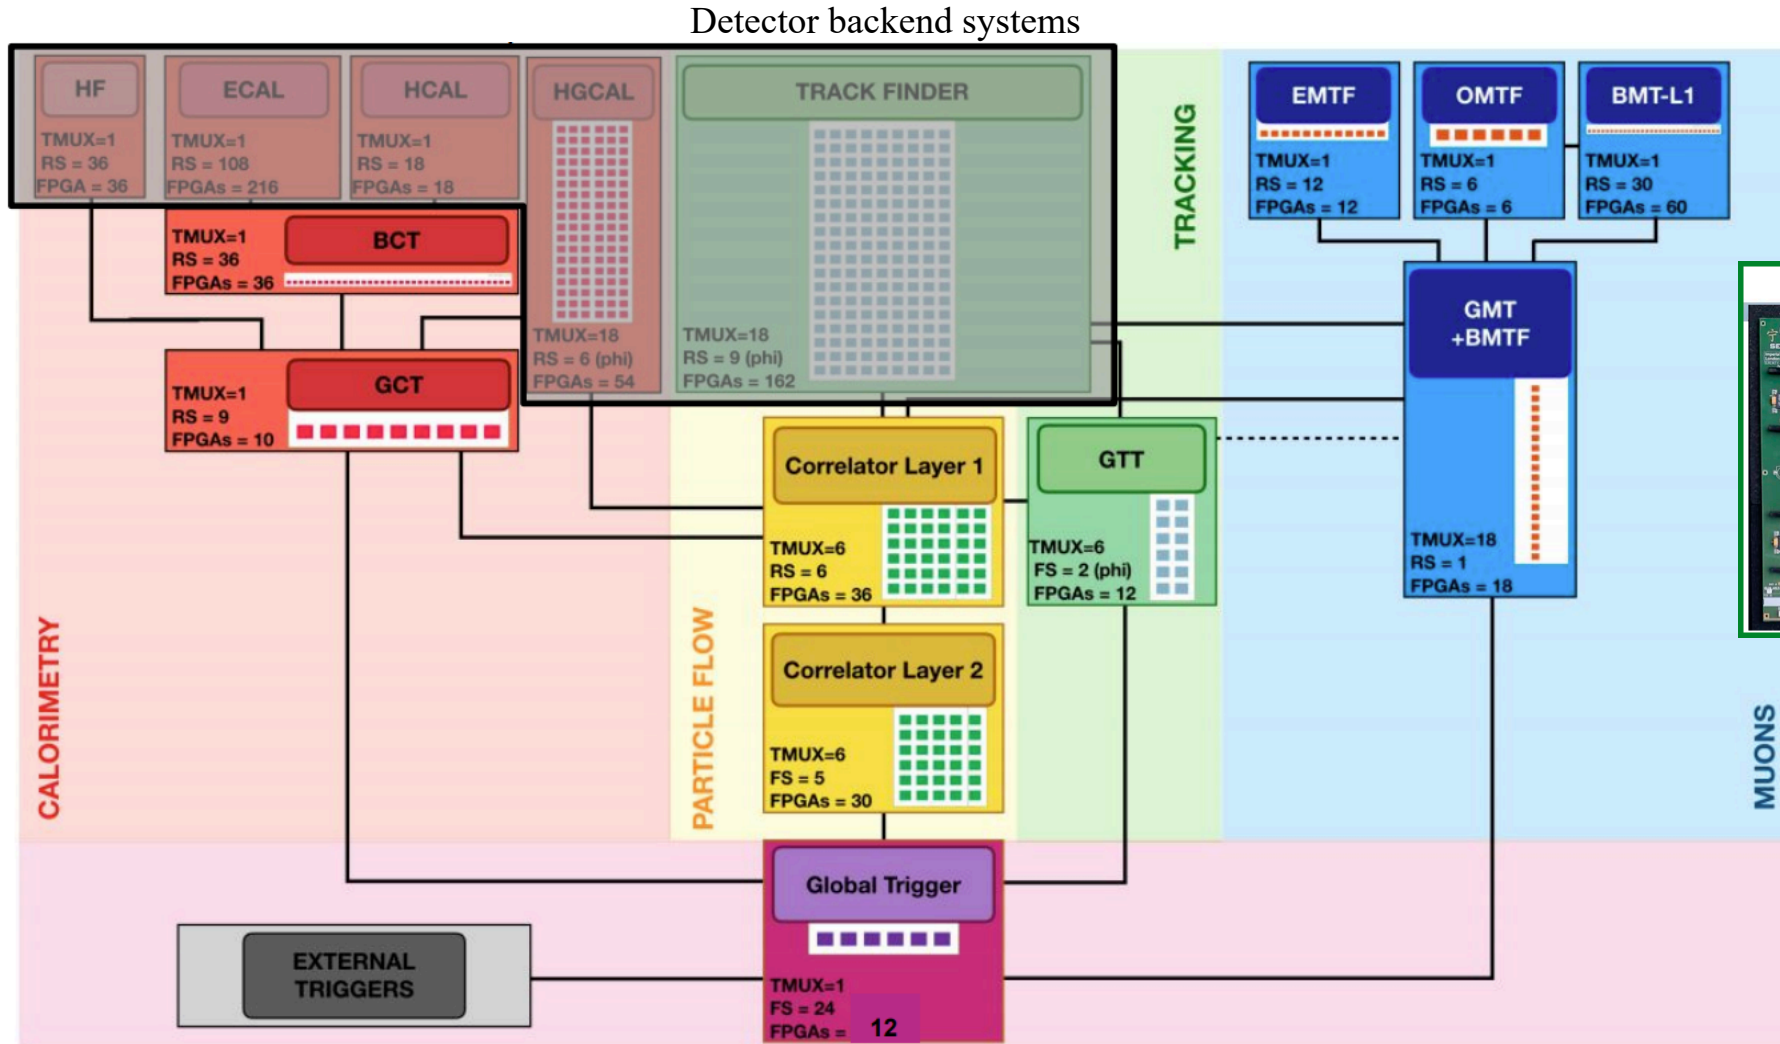 Detector backend systems
HF
TMUX=1
RS = 36
FPGA = 36
ECAL
TMUX=1
RS = 108
FPGAs = 216
HCAL
TMUX=1
RS = 18
FPGAs = 18
HGCAL
TMUX=18
RS = 6 (phi)
FPGAs = 54
TRACK FINDER
TMUX=18
RS = 9 (phi)
FPGAs = 162
TRACKING
EMTF
TMUX=1
RS = 12
FPGAs = 12
OMTF
TMUX=1
RS = 6
FPGAs = 6
BMT-L1
TMUX=1
RS = 30
FPGAs = 60
BCT
TMUX=1
RS = 36
FPGAs = 36
GCT
TMUX=1
RS = 9
FPGAs = 10
GMT
+BMTF
TMUX=18
RS = 1
FPGAs = 18
Correlator Layer 1
TMUX=6
RS = 6
FPGAs = 36
GTT
TMUX=6
FS = 2 (phi)
FPGAs = 12
Correlator Layer 2
TMUX=6
FS = 5
FPGAs = 30
CALORIMETRY
PARTICLE FLOW
MUONS
Global Trigger
TMUX=1
FS = 24
FPGAs = 12
EXTERNAL
TRIGGERS